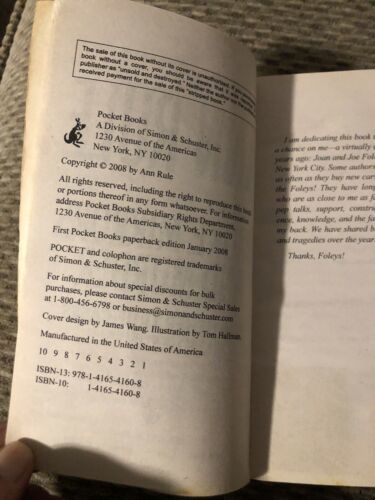 The sale of this book without its cover is unauthorized. If you
book without a cover, you should be aware that it was
publisher as "unsold and destroyed." Neither the author nor the
received payment for the sale of this "stripped book."
Pocket Books
A Division of Simon & Schuster, Inc.
1230 Avenue of the Americas
New York, NY 10020
Copyright © 2008 by Ann Rule
All rights reserved, including the right to reproduce this book
or portions thereof in any form whatsoever. For information
address Pocket Books Subsidiary Rights Department,
1230 Avenue of the Americas, New York, NY 10020
First Pocket Books paperback edition January 2008
POCKET and colophon are registered trademarks
of Simon & Schuster, Inc.
For information about special discounts for bulk
purchases, please contact Simon & Schuster Special Sales
at 1-800-456-6798 or business@simonandschuster.com
Cover design by James Wang. Illustration by Tom Hallman.
Manufactured in the United States of America
10 9 8 7 6 5 4 3 2 1
ISBN-13: 978-1-4165-4160-8
ISBN-10: 1-4165-4160-8
I am dedicating this book
a chance on me—a virtually
years ago: Joan and Joe Fol
New York City. Some authors
as often as they buy new car
the Foleys! They have long
who are as close to me as fa
pep talks, support, construc
ence, knowledge, and the fa
my back. We have shared b
and tragedies over the year
Thanks, Foleys!